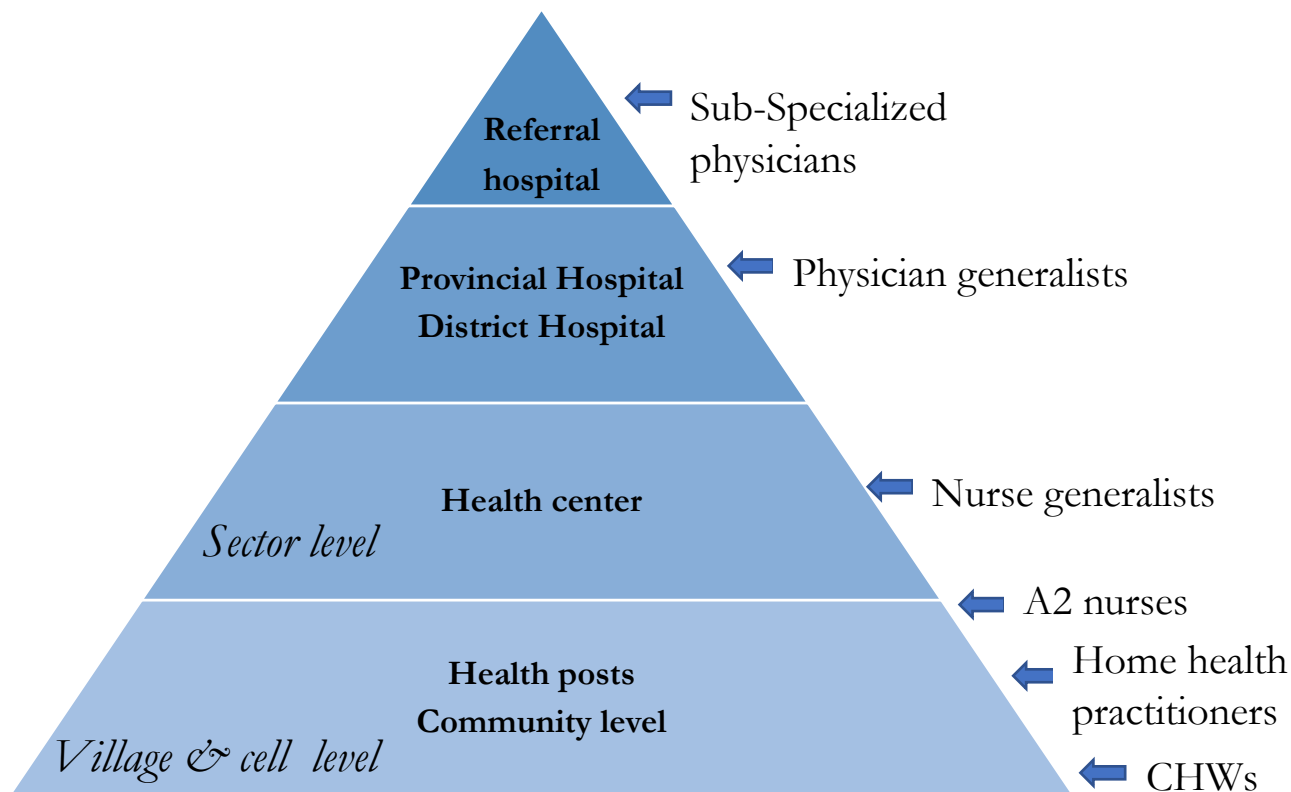 Sub-Specialized
physicians
Referral
hospital
Physician generalists
Provincial Hospital
District Hospital
Nurse generalists
Health center
Sector level
A2 nurses
Home health
practitioners
Health posts
Community level
Village & cell level
CHWs